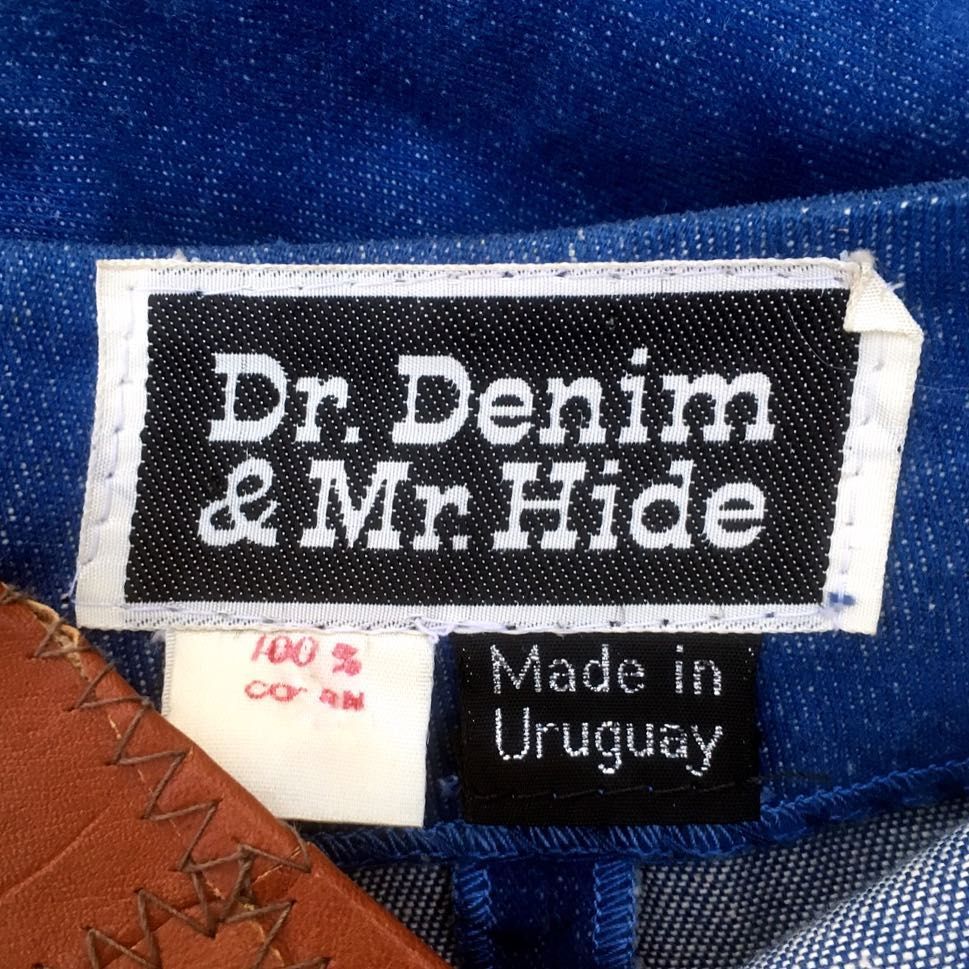 Dr. Denim
& Mr. Hide
100 %
Made in
Uruguay